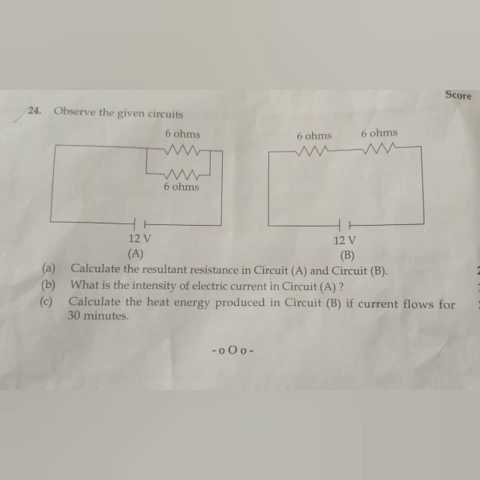 Score
24. Observe the given circuits
6 ohms
6 ohms
12 V
(A)
6 ohms 6 ohms
12 V
(B)
(a) Calculate the resultant resistance in Circuit (A) and Circuit (B).
(b) What is the intensity of electric current in Circuit (A) ?
(c) Calculate the heat energy produced in Circuit (B) if current flows for
30 minutes.
- o O o -